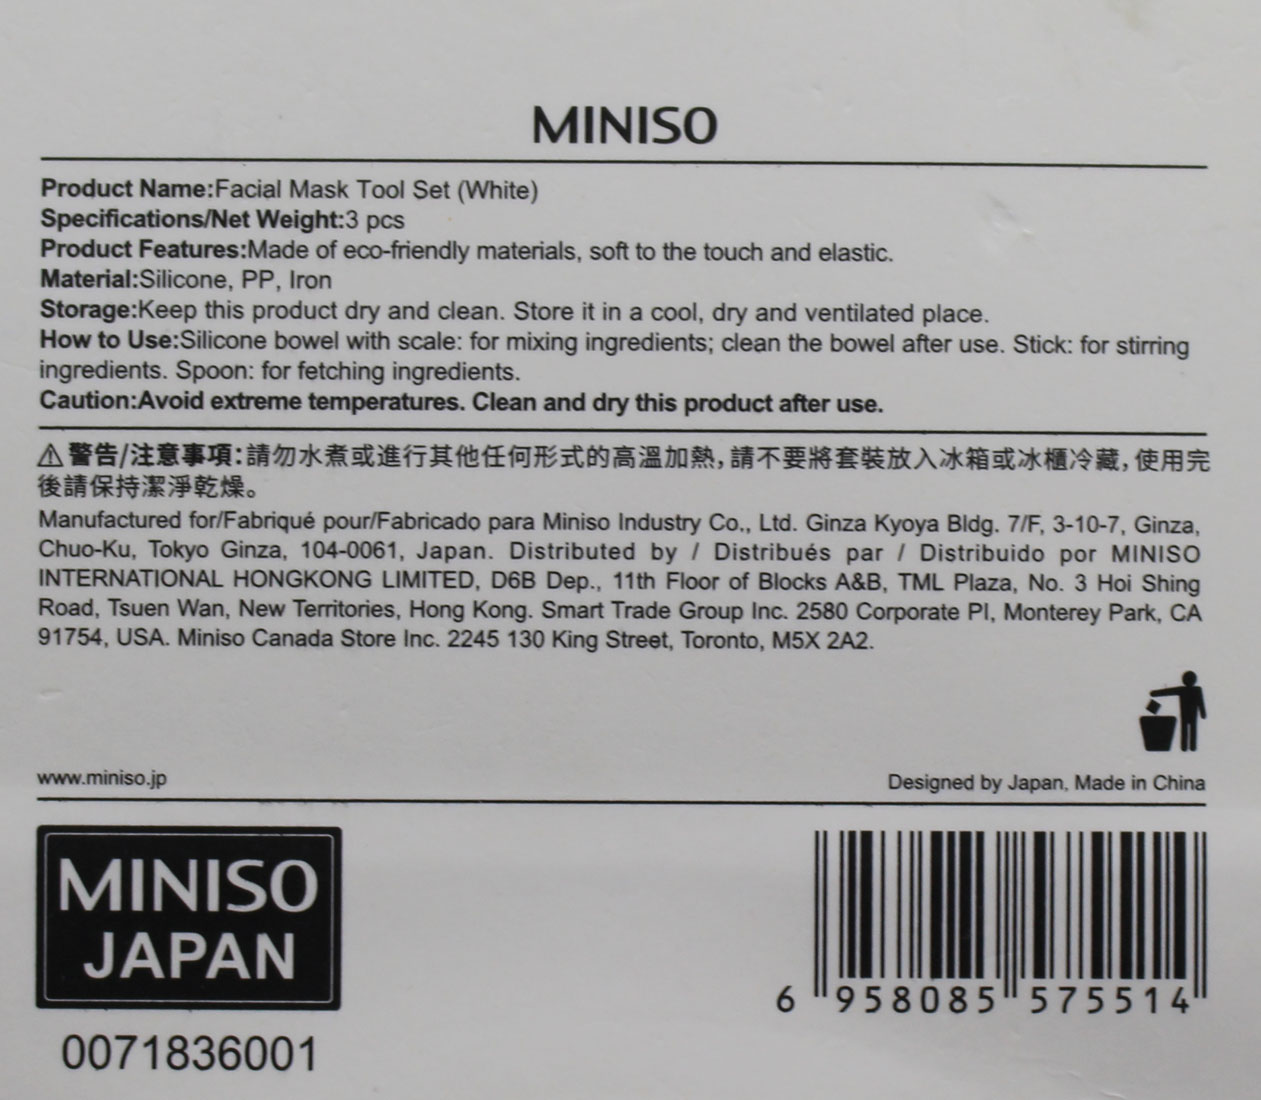 MINISO
Product Name:Facial Mask Tool Set (White)
Specifications/Net Weight:3 pcs
Product Features:Made of eco-friendly materials, soft to the touch and elastic.
Material:Silicone, PP, Iron
Storage:Keep this product dry and clean. Store it in a cool, dry and ventilated place.
How to Use:Silicone bowel with scale: for mixing ingredients; clean the bowel after use. Stick: for stirring
ingredients. Spoon: for fetching ingredients.
Caution:Avoid extreme temperatures. Clean and dry this product after use.
⚠警告/注意事項:請勿水煮或進行其他任何形式的高溫加熱,請不要將套裝放入冰箱或冰櫃冷藏,使用完
後請保持潔淨乾燥。
Manufactured for/Fabriqué pour/Fabricado para Miniso Industry Co., Ltd. Ginza Kyoya Bldg. 7/F, 3-10-7, Ginza,
Chuo-Ku, Tokyo Ginza, 104-0061, Japan. Distributed by / Distribués par / Distribuido por MINISO
INTERNATIONAL HONGKONG LIMITED, D6B Dep., 11th Floor of Blocks A&B, TML Plaza, No. 3 Hoi Shing
Road, Tsuen Wan, New Territories, Hong Kong. Smart Trade Group Inc. 2580 Corporate Pl, Monterey Park, CA
91754, USA. Miniso Canada Store Inc. 2245 130 King Street, Toronto, M5X 2A2.
www.miniso.jp
Designed by Japan, Made in China
MINISO
JAPAN
0071836001
6 958085 575514